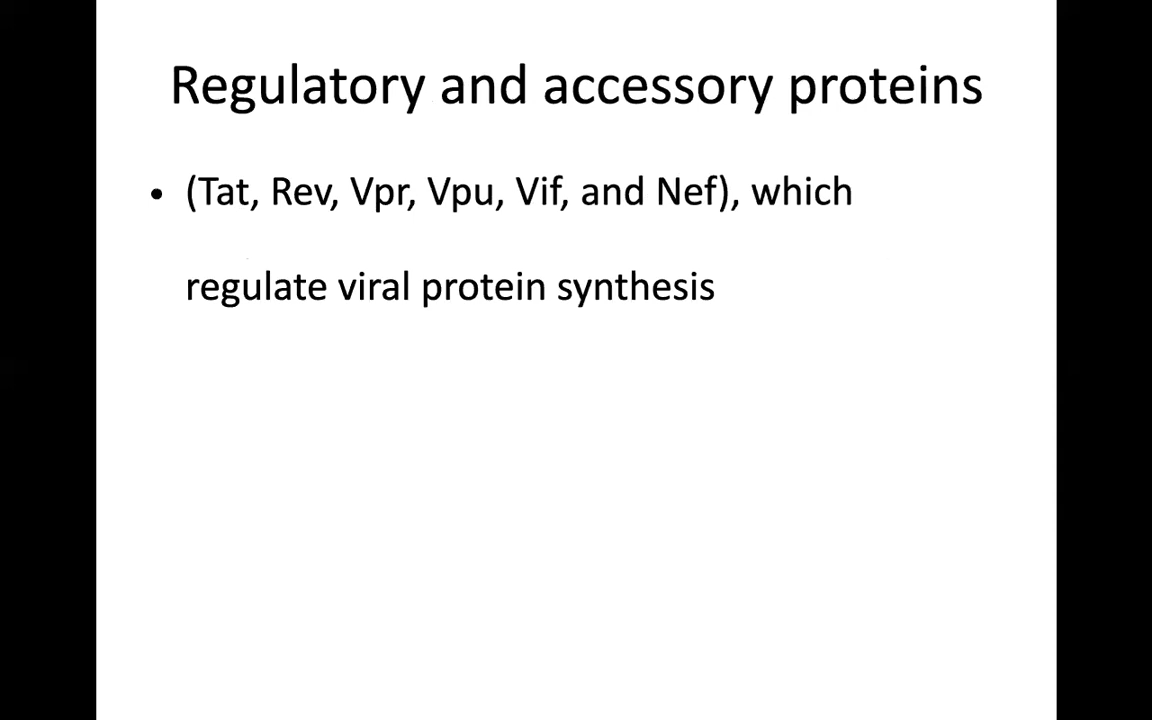 Regulatory and accessory proteins
• (Tat, Rev, Vpr, Vpu, Vif, and Nef), which
regulate viral protein synthesis